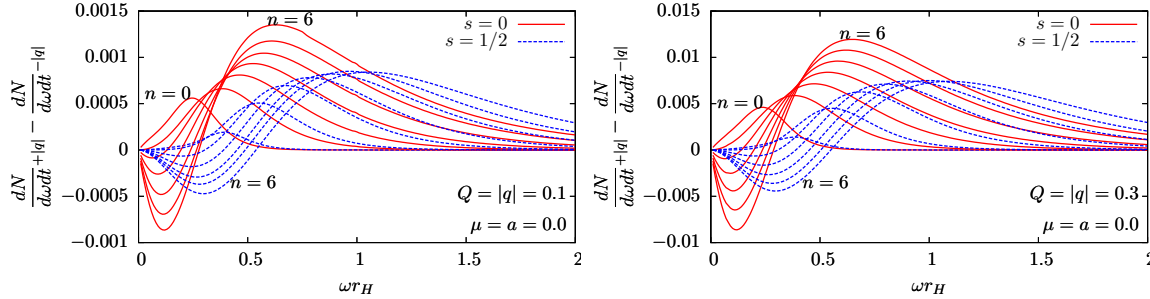 0.0015
0.001
0.0005
0
−0.0005
−0.001
dN/dωdt +|q| − dN/dωdt −|q|
n = 6
s = 0
s = 1/2
n = 0
n = 6
Q = |q| = 0.1
μ = a = 0.0
0 0.5 1 1.5 2
ωr_H
0.015
0.01
0.005
0
−0.005
−0.01
dN/dωdt +|q| − dN/dωdt −|q|
n = 6
s = 0
s = 1/2
n = 0
n = 6
Q = |q| = 0.3
μ = a = 0.0
0 0.5 1 1.5 2
ωr_H